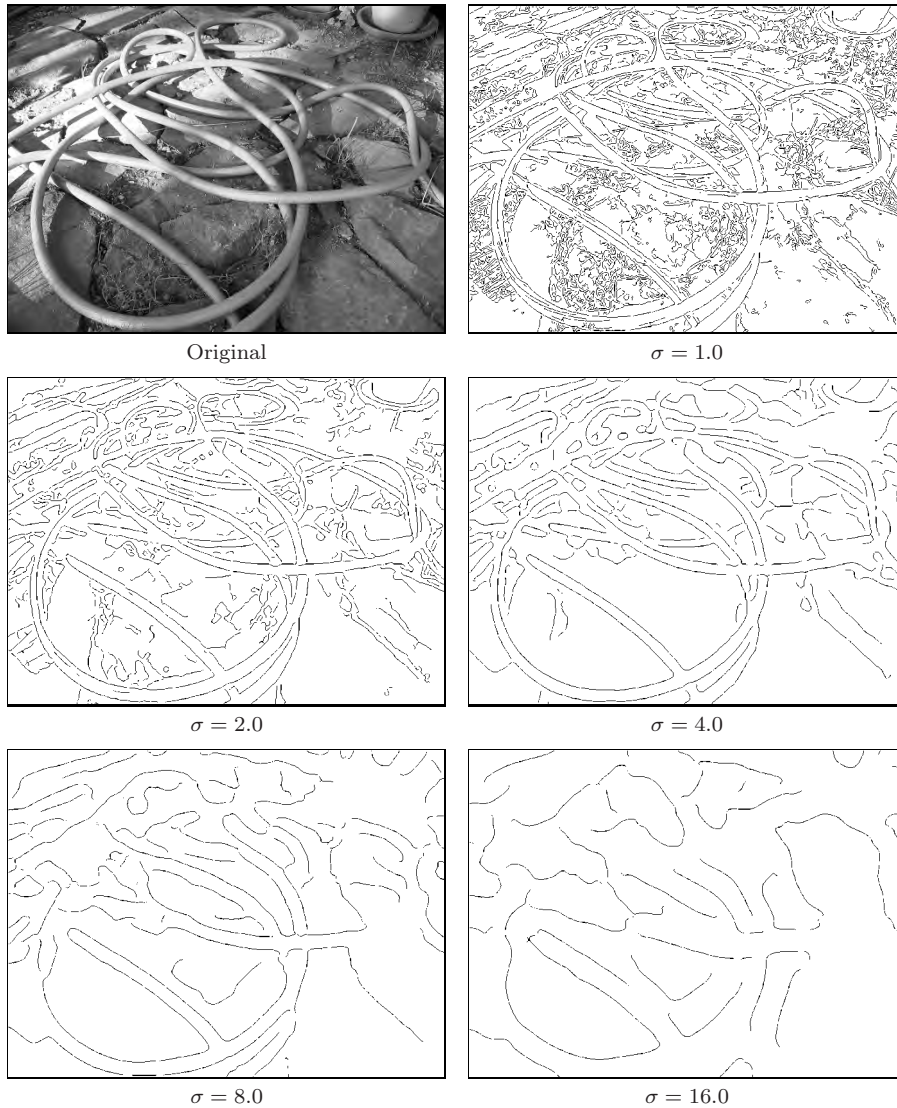 Original
σ = 1.0
σ = 2.0
σ = 4.0
σ = 8.0
σ = 16.0